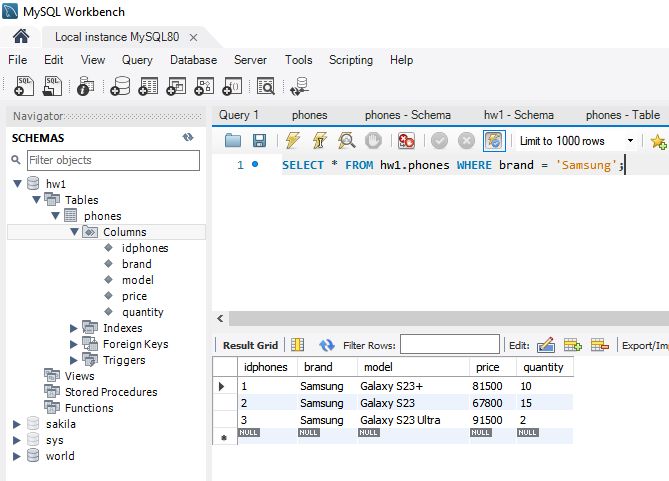 MySQL Workbench
Local instance MySQL80
File Edit View Query Database Server Tools Scripting Help
SQL SQL
Navigator
SCHEMAS
Filter objects
hw1
Tables
phones
Columns
idphones
brand
model
price
quantity
Indexes
Foreign Keys
Triggers
Views
Stored Procedures
Functions
sakila
sys
world
Query 1 phones phones - Schema hw1 - Schema phones - Table
Limit to 1000 rows
1 SELECT * FROM hw1.phones WHERE brand = 'Samsung';
Result Grid Filter Rows: Edit: Export/Im
idphones brand model price quantity
1 Samsung Galaxy S23+ 81500 10
2 Samsung Galaxy S23 67800 15
3 Samsung Galaxy S23 Ultra 91500 2
NULL NULL NULL NULL NULL